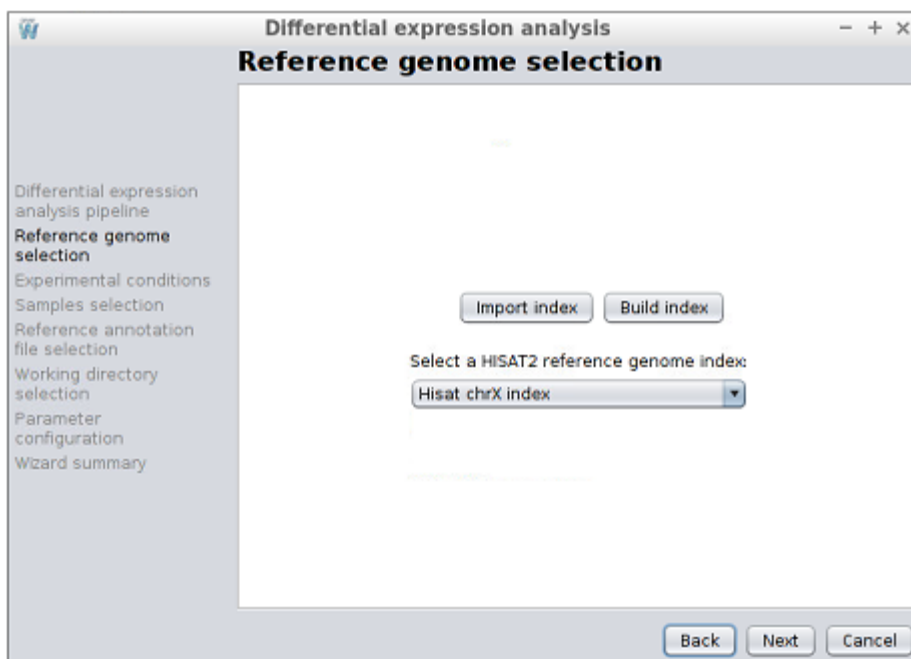 Differential expression analysis
Reference genome selection
Differential expression
analysis pipeline
Reference genome
selection
Experimental conditions
Samples selection
Reference annotation
file selection
Working directory
selection
Parameter
configuration
Wizard summary
Import index Build index
Select a HISAT2 reference genome index:
Hisat chrX index
Back Next Cancel